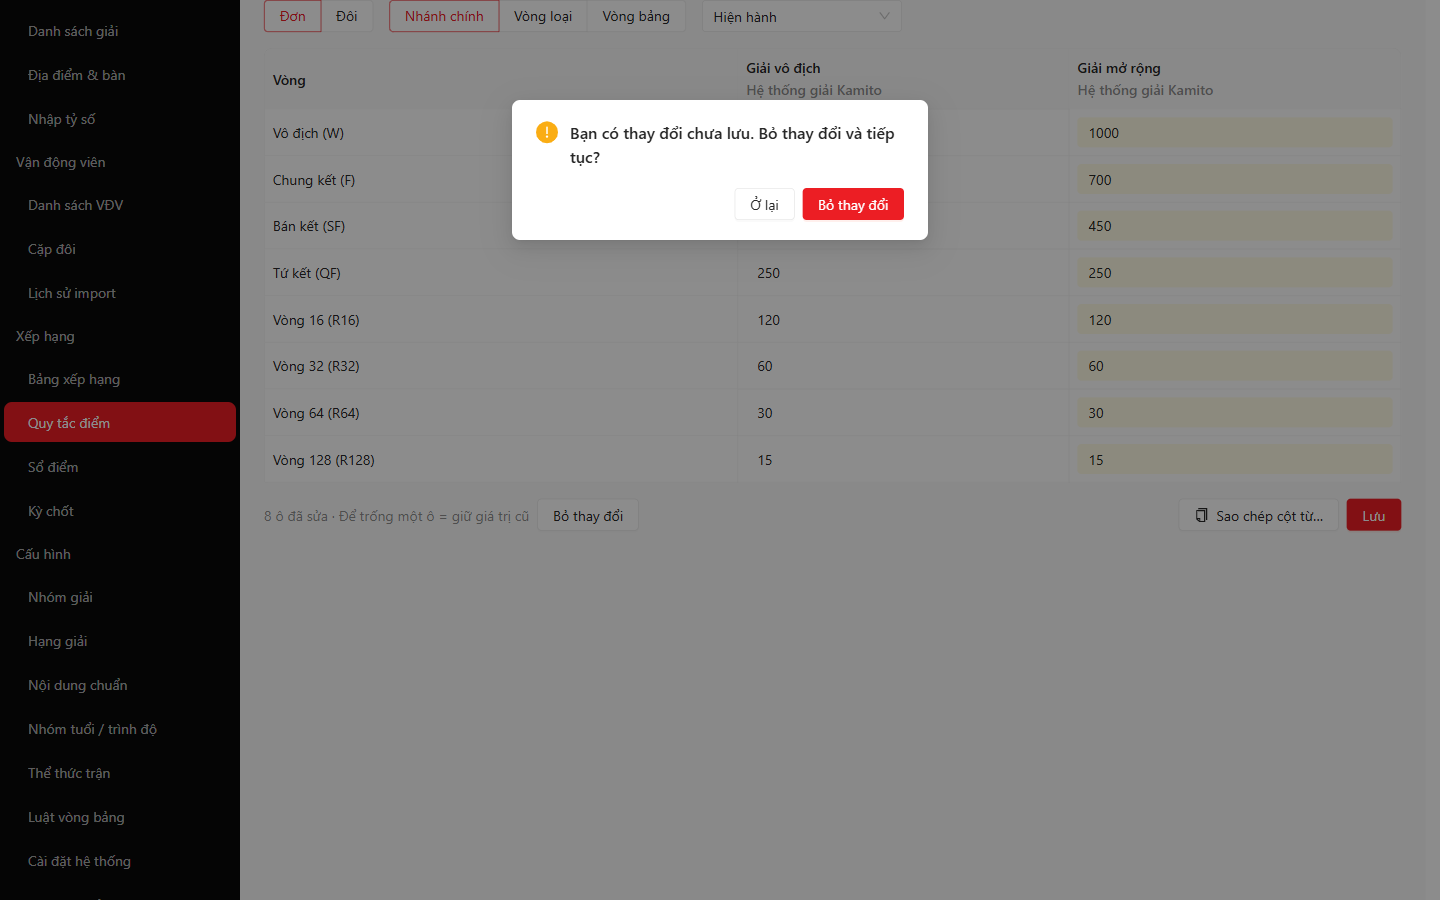 Danh sách giải
Địa điểm & bàn
Nhập tỷ số
Vận động viên
Danh sách VĐV
Cặp đôi
Lịch sử import
Xếp hạng
Bảng xếp hạng
Quy tắc điểm
Sổ điểm
Kỳ chốt
Cấu hình
Nhóm giải
Hạng giải
Nội dung chuẩn
Nhóm tuổi / trình độ
Thể thức trận
Luật vòng bảng
Cài đặt hệ thống
Đơn Đôi Nhánh chính Vòng loại Vòng bảng Hiện hành
Vòng Giải vô địch Giải mở rộng
Hệ thống giải Kamito Hệ thống giải Kamito
Bạn có thay đổi chưa lưu. Bỏ thay đổi và tiếp
tục?
Ở lại Bỏ thay đổi
Vô địch (W) 1000
Chung kết (F) 700
Bán kết (SF) 450
Tứ kết (QF) 250 250
Vòng 16 (R16) 120 120
Vòng 32 (R32) 60 60
Vòng 64 (R64) 30 30
Vòng 128 (R128) 15 15
8 ô đã sửa · Để trống một ô = giữ giá trị cũ Bỏ thay đổi Sao chép cột từ... Lưu